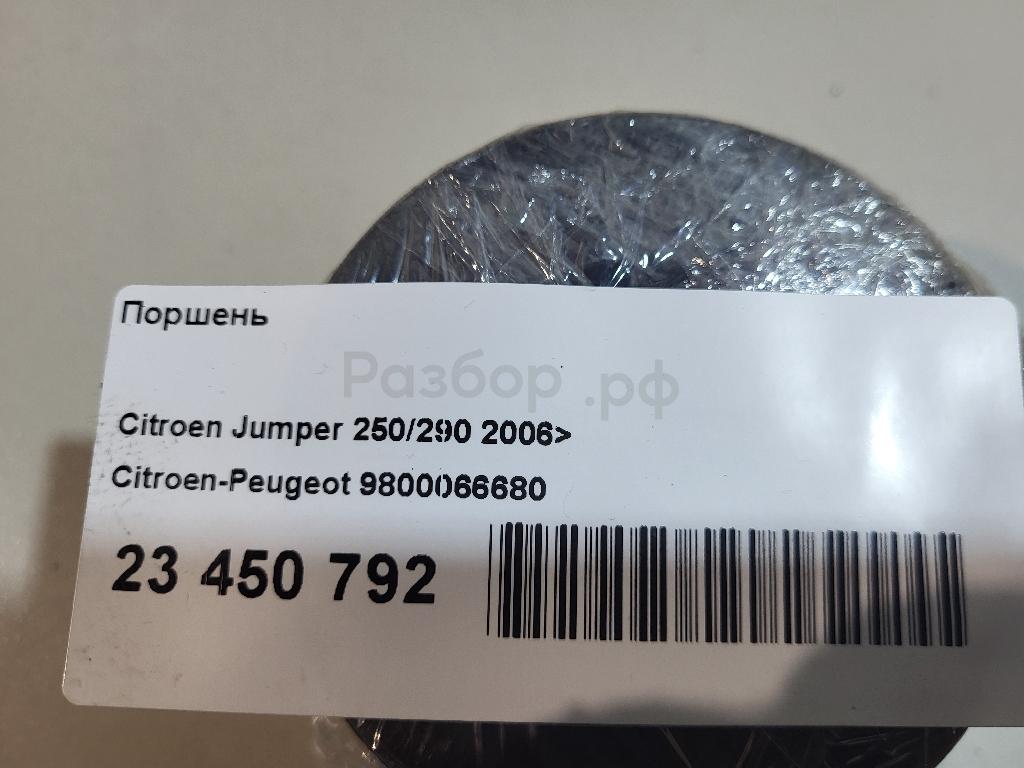 Поршень
Разбор.рф
Citroen Jumper 250/290 2006>
Citroen-Peugeot 9800066680
23 450 792